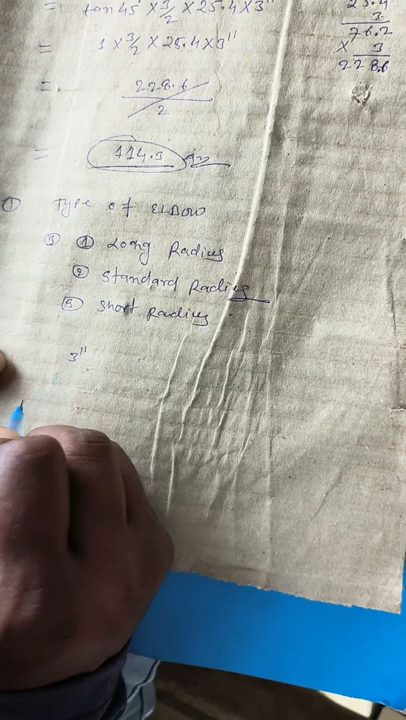 = tan 45° × 3/2 × 25.4 × 3"
25.4
3
76.2
× 3
228.6
= 1 × 3/2 × 25.4 × 3"
= 228.6
2
= 114.3 Ans
① Type of Elbow
① Long Radius
② Standard Radius
③ Short Radius
3"